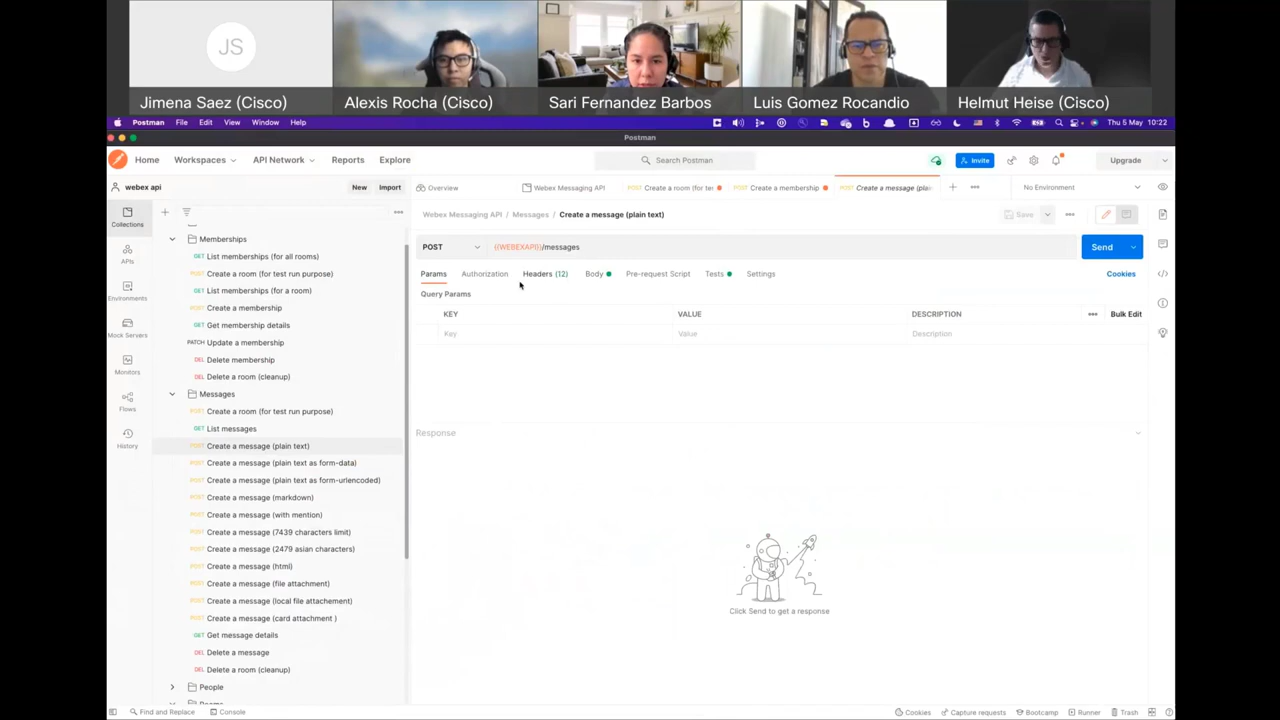 JS
Jimena Saez (Cisco)
Alexis Rocha (Cisco)
Sari Fernandez Barbos
Luis Gomez Rocandio
Helmut Heise (Cisco)
Postman File Edit View Window Help
Thu 5 May 10:22
Postman
Home Workspaces API Network Reports Explore
Search Postman
Invite
Upgrade
webex api
New Import
Overview
Webex Messaging API
POST Create a room (for tes
POST Create a membership
POST Create a message (plai
No Environment
Collections
APIs
Environments
Mock Servers
Monitors
Flows
History
Memberships
GET List memberships (for all rooms)
POST Create a room (for test run purpose)
GET List memberships (for a room)
POST Create a membership
GET Get membership details
PATCH Update a membership
DEL Delete membership
DEL Delete a room (cleanup)
Messages
POST Create a room (for test run purpose)
GET List messages
POST Create a message (plain text)
POST Create a message (plain text as form-data)
POST Create a message (plain text as form-urlencoded)
POST Create a message (markdown)
POST Create a message (with mention)
POST Create a message (7439 characters limit)
POST Create a message (2479 asian characters)
POST Create a message (html)
POST Create a message (file attachment)
POST Create a message (local file attachement)
POST Create a message (card attachment )
GET Get message details
DEL Delete a message
DEL Delete a room (cleanup)
People
Webex Messaging API / Messages / Create a message (plain text)
Save
POST
{{WEBEXAPI}}/messages
Send
Params Authorization Headers (12) Body Pre-request Script Tests Settings
Cookies
Query Params
KEY VALUE DESCRIPTION
Bulk Edit
Key Value Description
Response
Click Send to get a response
Find and Replace Console
Cookies Capture requests Bootcamp Runner Trash